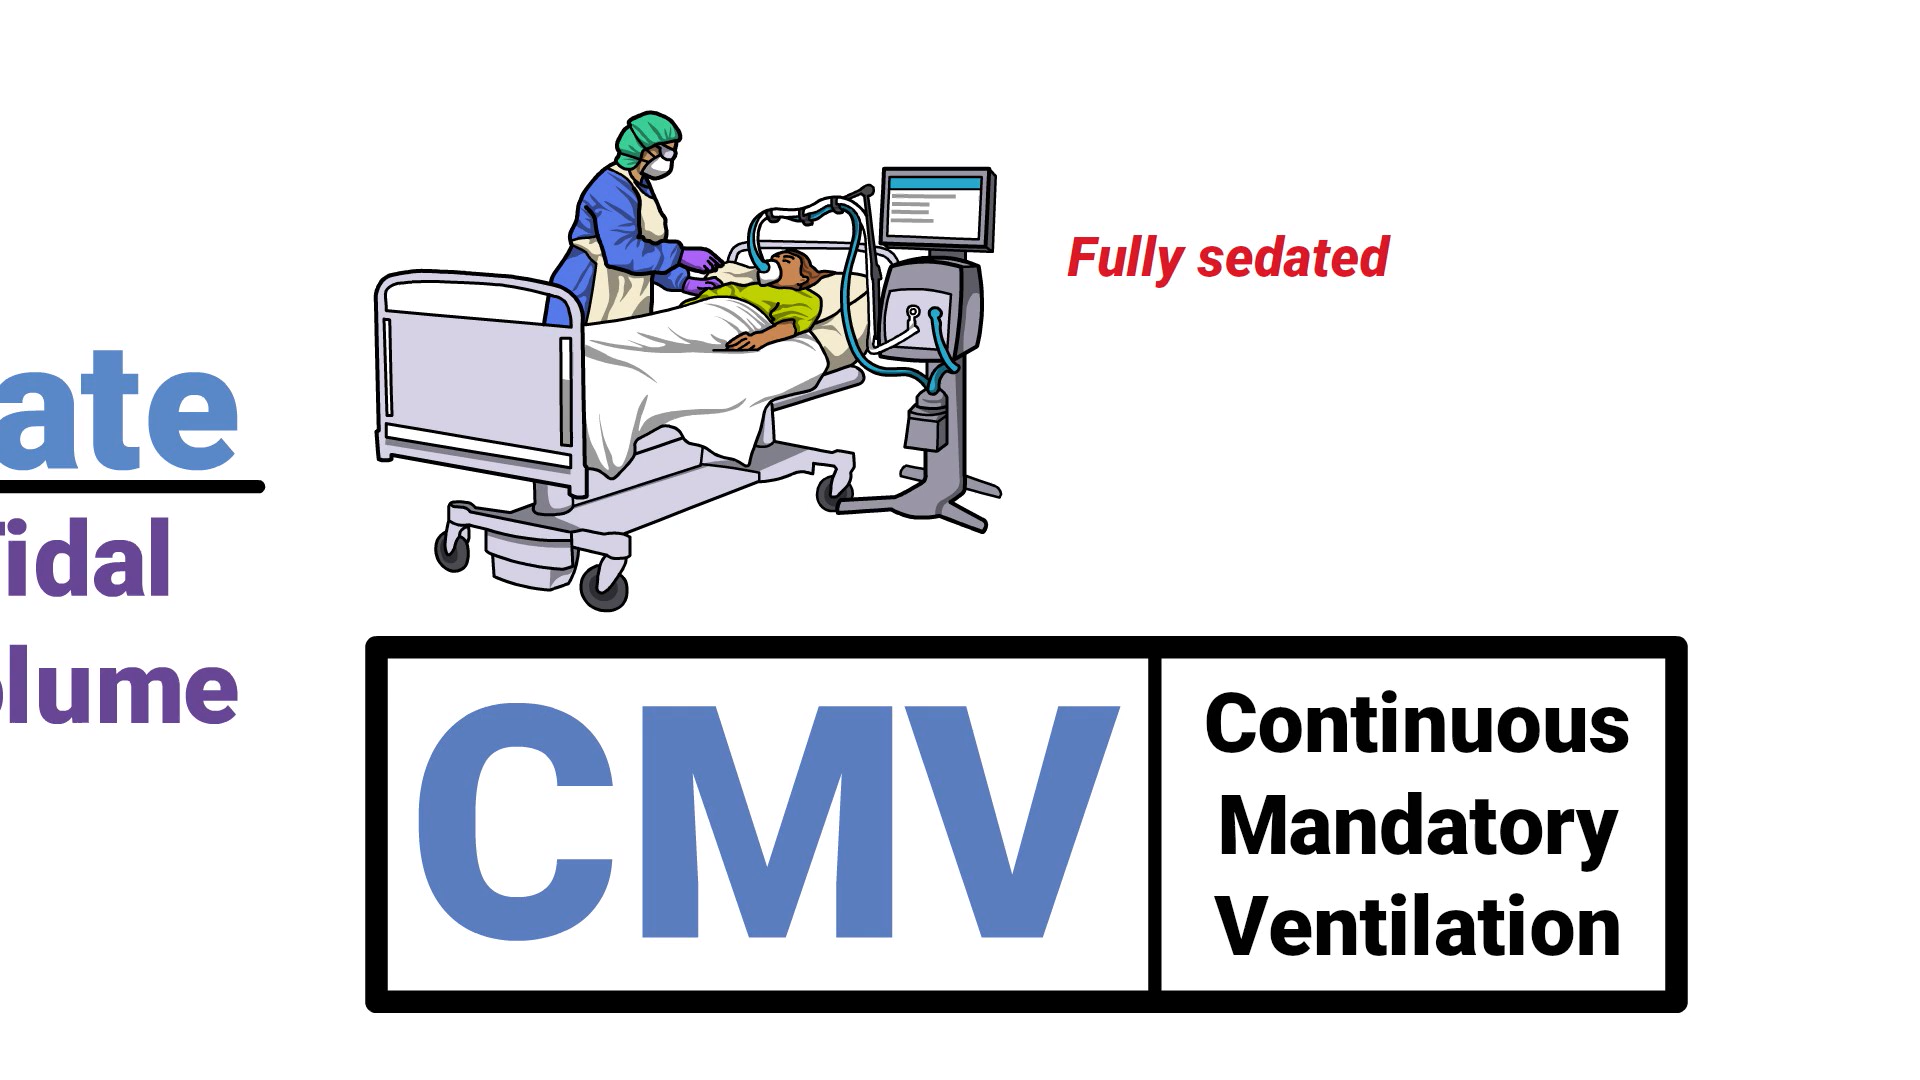 Fully sedated
ate
idal
lume
CMV
Continuous
Mandatory
Ventilation